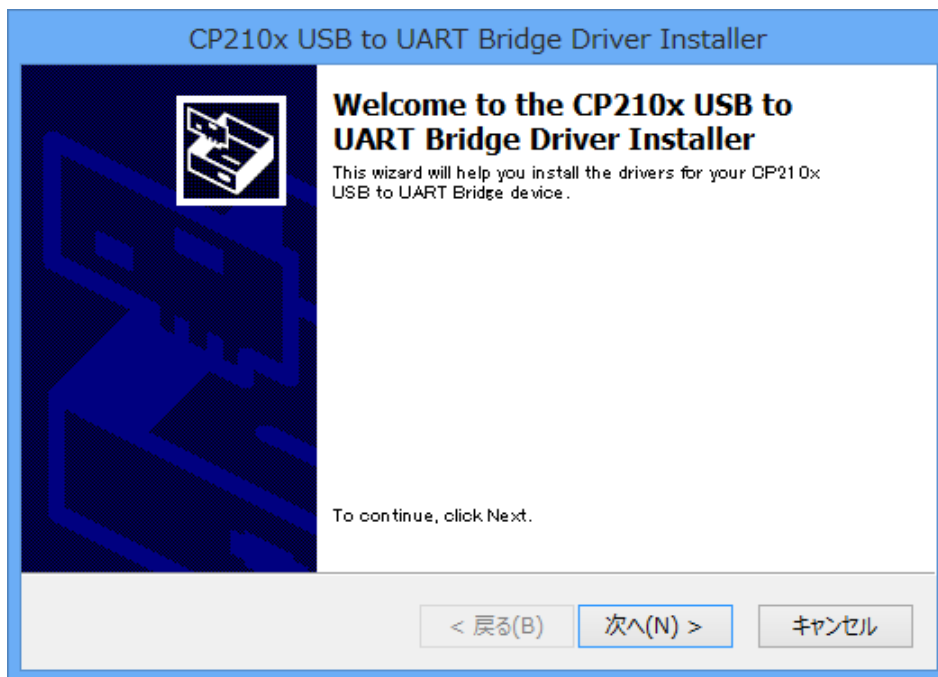 CP210x USB to UART Bridge Driver Installer
Welcome to the CP210x USB to
UART Bridge Driver Installer
This wizard will help you install the drivers for your CP210x
USB to UART Bridge device.
To continue, click Next.
< 戻る(B)
次へ(N) >
キャンセル